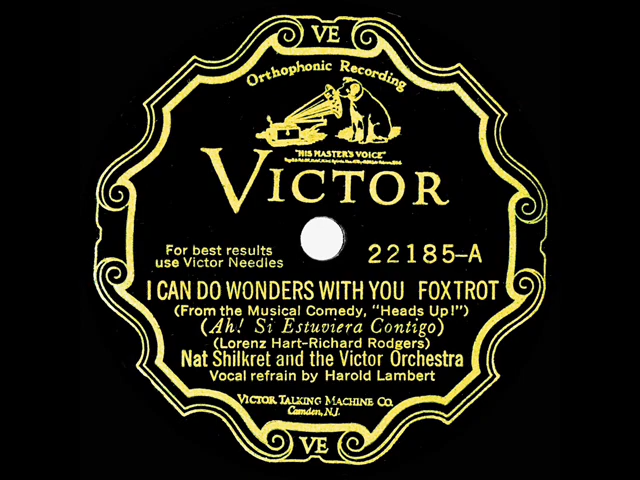 VE
Orthophonic Recording
"HIS MASTER'S VOICE"
VICTOR
For best results
use Victor Needles
22185-A
I CAN DO WONDERS WITH YOU FOXTROT
(From the Musical Comedy, "Heads Up!")
(Ah! Si Estuviera Contigo)
(Lorenz Hart-Richard Rodgers)
Nat Shilkret and the Victor Orchestra
Vocal refrain by Harold Lambert
VICTOR TALKING MACHINE CO.
Camden, N.J.
VE